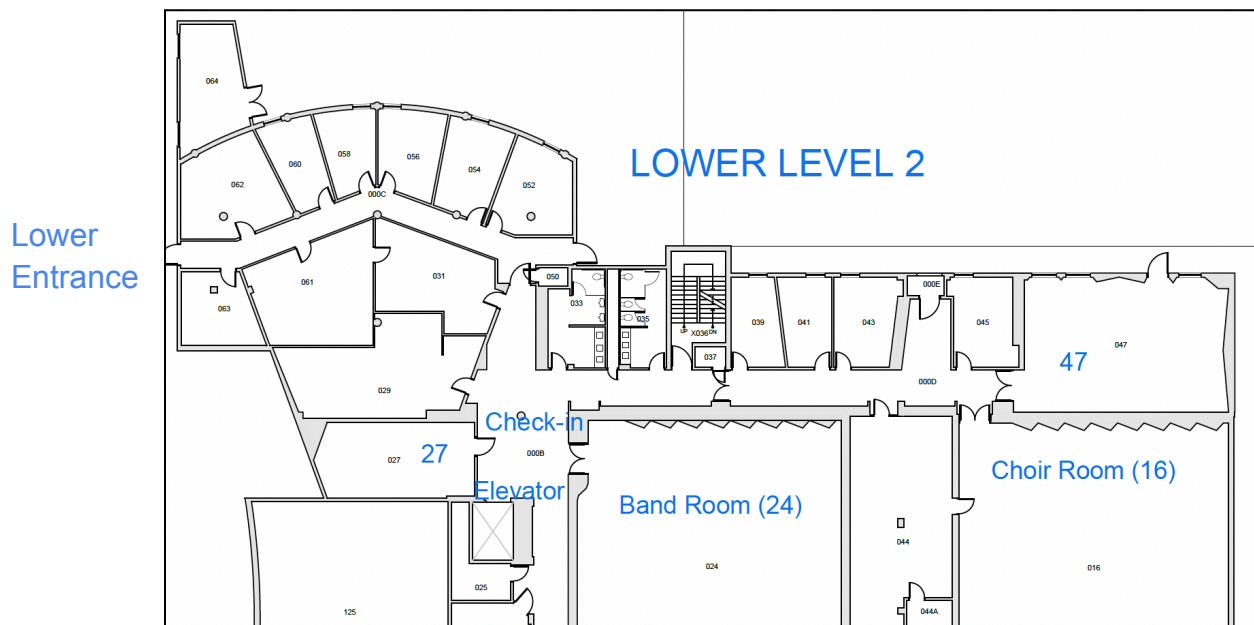 064
LOWER LEVEL 2
060
058
056
054
062
052
000C
Lower
Entrance
061
031
050
063
033
035
UP
X036
DN
037
039
041
043
000E
045
047
47
029
000D
Check-in
000B
027
27
Elevator
Band Room (24)
Choir Room (16)
024
044
016
025
125
044A